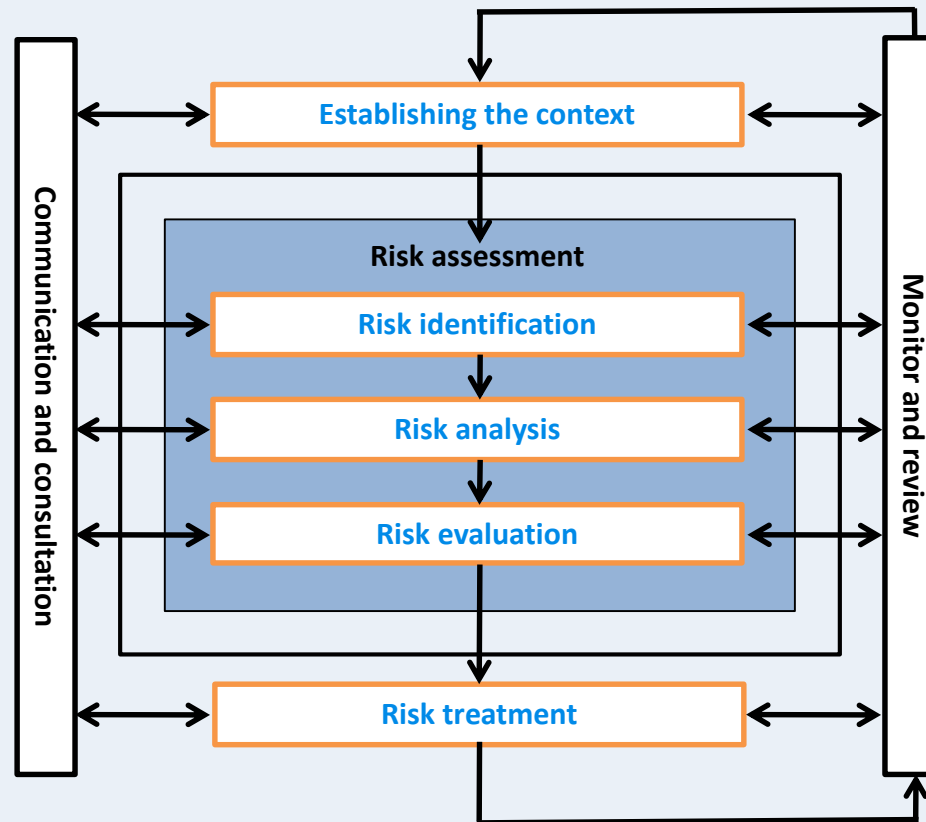 Establishing the context
Communication and consultation
Risk assessment
Risk identification
Risk analysis
Risk evaluation
Risk treatment
Monitor and review